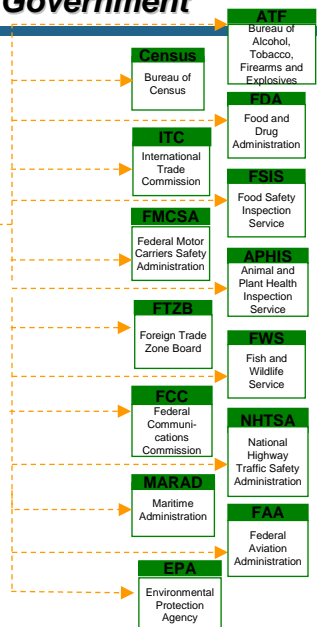 Government
ATF
Bureau of
Alcohol,
Tobacco,
Firearms and
Explosives
Census
Bureau of
Census
FDA
Food and
Drug
Administration
ITC
International
Trade
Commission
FSIS
Food Safety
Inspection
Service
FMCSA
Federal Motor
Carriers Safety
Administration
APHIS
Animal and
Plant Health
Inspection
Service
FTZB
Foreign Trade
Zone Board
FWS
Fish and
Wildlife
Service
FCC
Federal
Communi-
cations
Commission
NHTSA
National
Highway
Traffic Safety
Administration
MARAD
Maritime
Administration
FAA
Federal
Aviation
Administration
EPA
Environmental
Protection
Agency